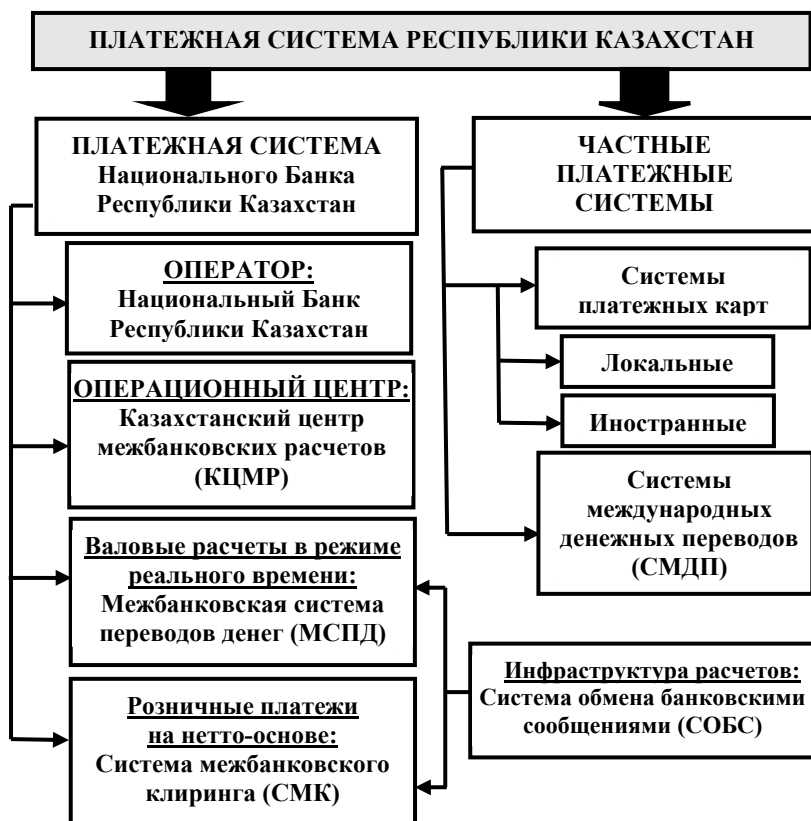 ПЛАТЕЖНАЯ СИСТЕМА РЕСПУБЛИКИ КАЗАХСТАН
ПЛАТЕЖНАЯ СИСТЕМА
Национального Банка
Республики Казахстан
ОПЕРАТОР:
Национальный Банк
Республики Казахстан
ОПЕРАЦИОННЫЙ ЦЕНТР:
Казахстанский центр
межбанковских расчетов
(КЦМР)
Валовые расчеты в режиме
реального времени:
Межбанковская система
переводов денег (МСПД)
Розничные платежи
на нетто-основе:
Система межбанковского
клиринга (СМК)
ЧАСТНЫЕ
ПЛАТЕЖНЫЕ
СИСТЕМЫ
Системы
платежных карт
Локальные
Иностранные
Системы
международных
денежных переводов
(СМДП)
Инфраструктура расчетов:
Система обмена банковскими
сообщениями (СОБС)